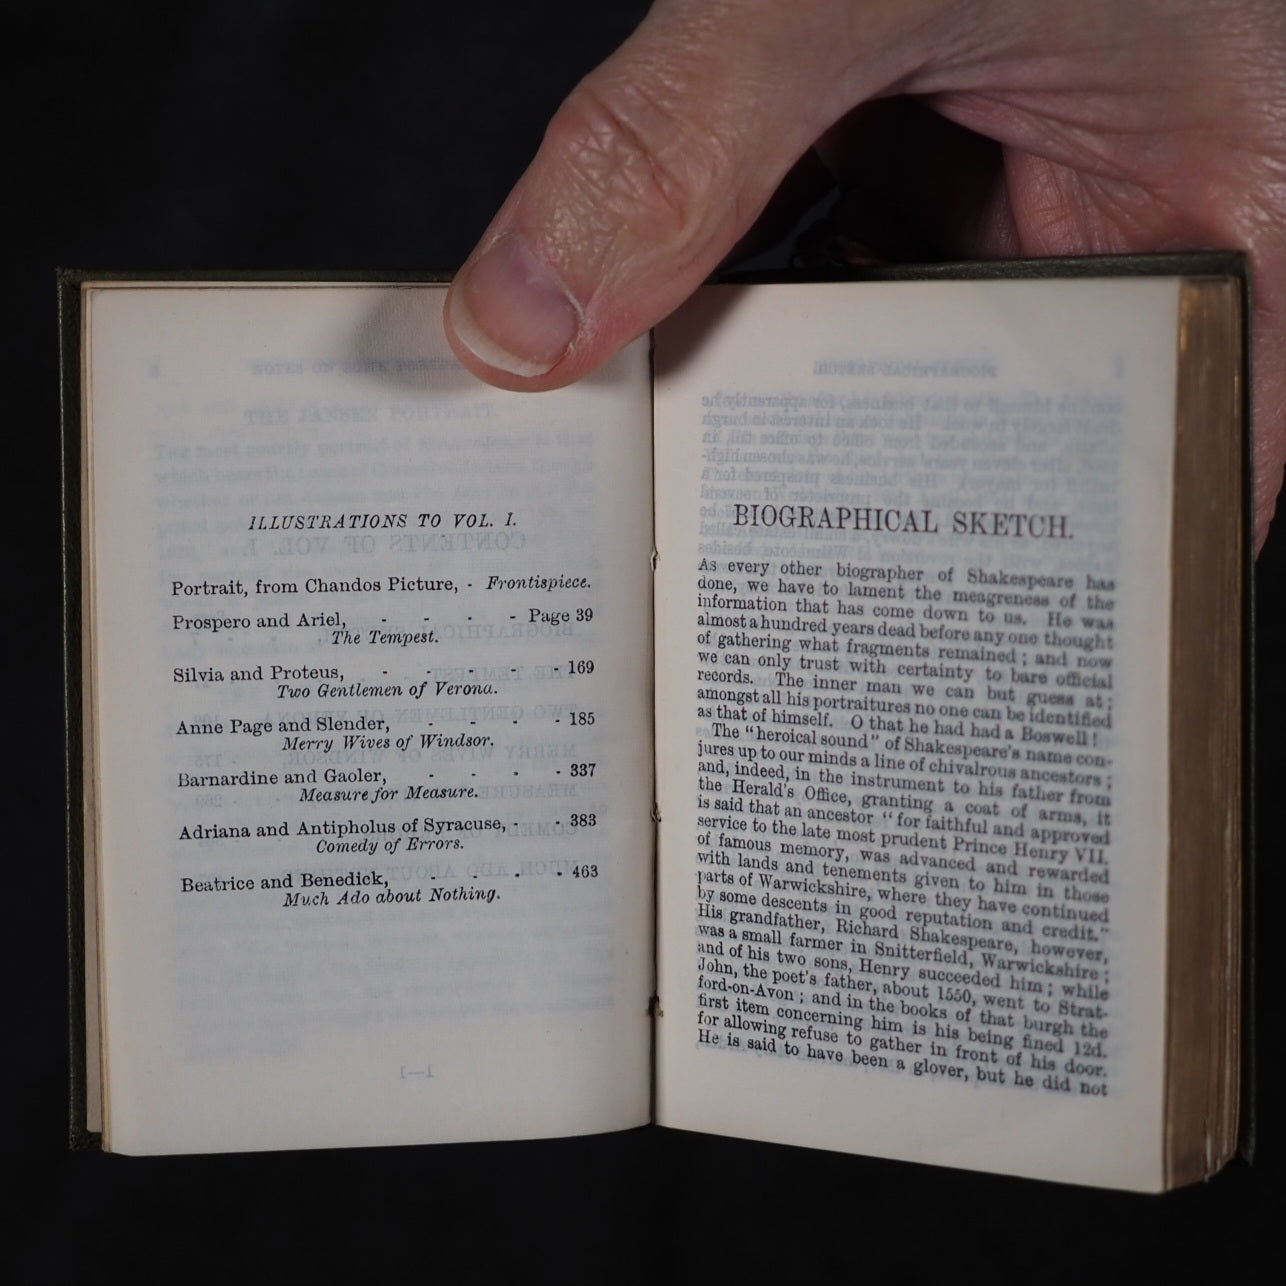 ILLUSTRATIONS TO VOL. I.
Portrait, from Chandos Picture, - Frontispiece.
Prospero and Ariel, - - - - Page 39
The Tempest.
Silvia and Proteus, - - - - - 169
Two Gentlemen of Verona.
Anne Page and Slender, - - - - 185
Merry Wives of Windsor.
Barnardine and Gaoler, - - - - 337
Measure for Measure.
Adriana and Antipholus of Syracuse, - - 383
Comedy of Errors.
Beatrice and Benedick, - - - - 463
Much Ado about Nothing.
BIOGRAPHICAL SKETCH.
As every other biographer of Shakespeare has
done, we have to lament the meagreness of the
information that has come down to us. He was
almost a hundred years dead before any one thought
of gathering what fragments remained; and now
we can only trust with certainty to bare official
records. The inner man we can but guess at;
amongst all his portraitures no one can be identified
as that of himself. O that he had had a Boswell!
The "heroical sound" of Shakespeare's name con-
jures up to our minds a line of chivalrous ancestors;
and, indeed, in the instrument to his father from
the Herald's Office, granting a coat of arms, it
is said that an ancestor "for faithful and approved
service to the late most prudent Prince Henry VII.
of famous memory, was advanced and rewarded
with lands and tenements given to him in those
parts of Warwickshire, where they have continued
by some descents in good reputation and credit."
His grandfather, Richard Shakespeare, however,
was a small farmer in Snitterfield, Warwickshire;
and of his two sons, Henry succeeded him; while
John, the poet's father, about 1550, went to Strat-
ford-on-Avon; and in the books of that burgh the
first item concerning him is his being fined 12d.
for allowing refuse to gather in front of his door.
He is said to have been a glover, but he did not